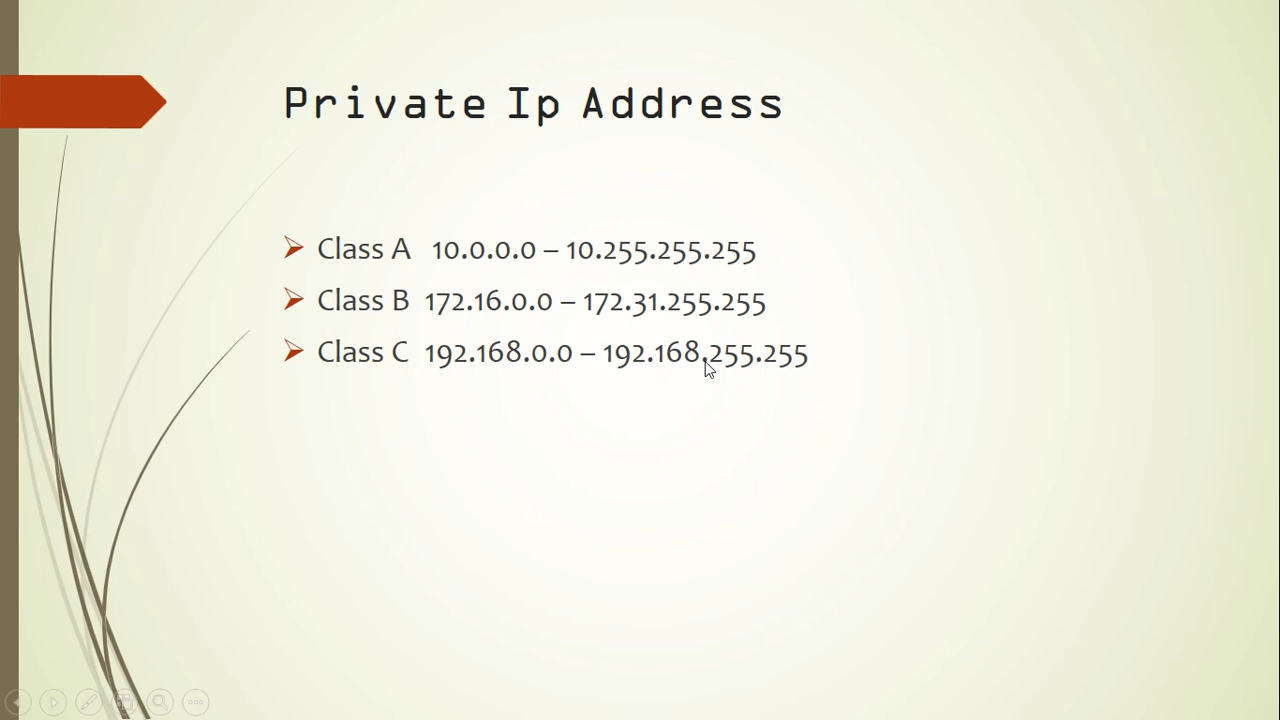 Private Ip Address
Class A 10.0.0.0 – 10.255.255.255
Class B 172.16.0.0 – 172.31.255.255
Class C 192.168.0.0 – 192.168.255.255